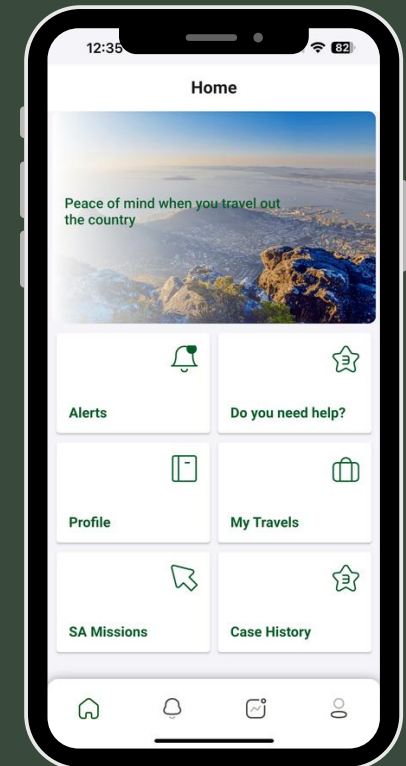 12:35
82
Home
Peace of mind when you travel out
the country
Alerts
Do you need help?
Profile
My Travels
SA Missions
Case History